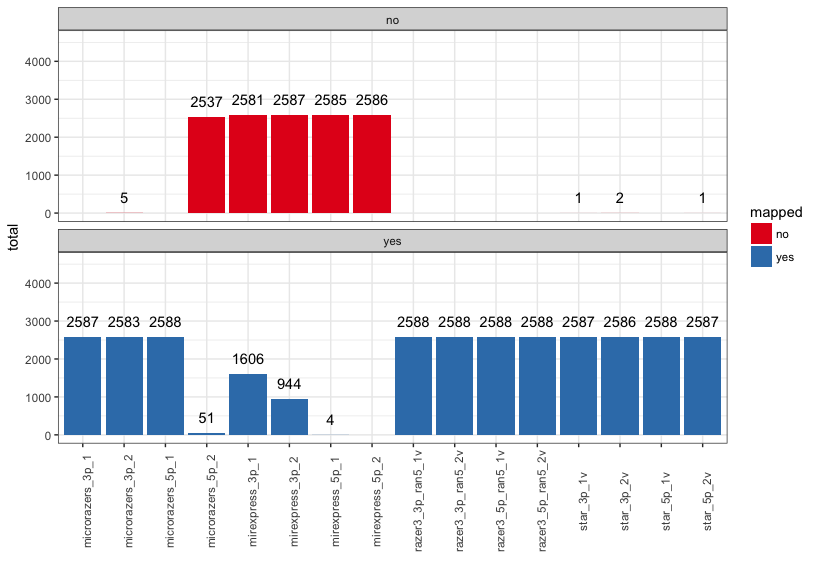 no
4000
3000
2000
1000
0
5
2537
2581
2587
2585
2586
1
2
1
total
yes
4000
3000
2000
1000
0
2587
2583
2588
51
1606
944
4
2588
2588
2588
2588
2587
2586
2588
2587
microrazers_3p_1
microrazers_3p_2
microrazers_5p_1
microrazers_5p_2
mirexpress_3p_1
mirexpress_3p_2
mirexpress_5p_1
mirexpress_5p_2
razer3_3p_ran5_1v
razer3_3p_ran5_2v
razer3_5p_ran5_1v
razer3_5p_ran5_2v
star_3p_1v
star_3p_2v
star_5p_1v
star_5p_2v
mapped
no
yes